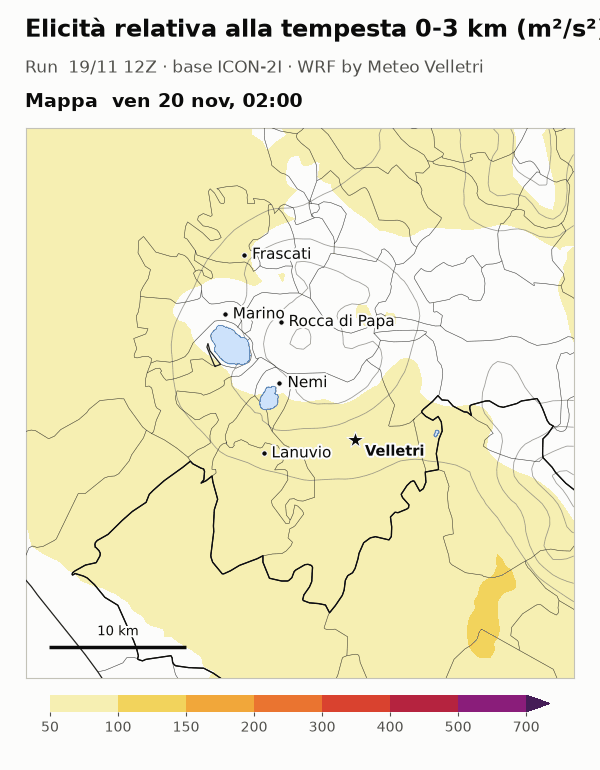 Elicità relativa alla tempesta 0-3 km (m²/s²)
Run  19/11 12Z · base ICON-2I · WRF by Meteo Velletri
Mappa  ven 20 nov, 02:00
Frascati
Marino
Rocca di Papa
Nemi
Velletri
Lanuvio
10 km
50 100 150 200 300 400 500 700